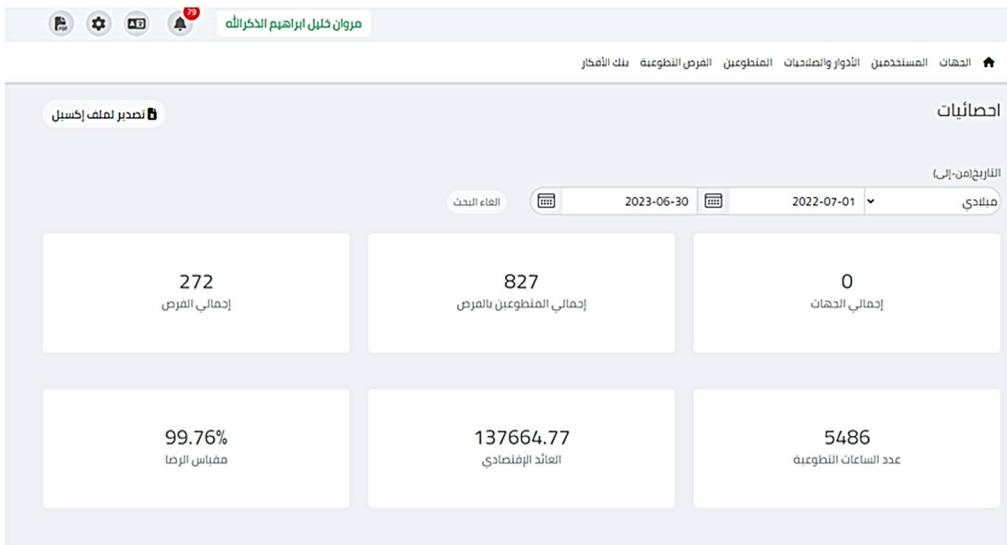 مروان خليل ابراهيم الذكرالله
79
الجهات المستخدمين الأدوار والصلاحيات المتطوعين الفرص التطوعية بنك الأفكار
احصائيات
تصدير لملف إكسيل
التاريخ(من-إلى)
ميلادي 2022-07-01 2023-06-30 الغاء البحث
0 827 272
إجمالي الجهات إجمالي المتطوعين بالفرص إجمالي الفرص
5486 137664.77 99.76%
عدد الساعات التطوعية العائد الإقتصادي مقياس الرضا